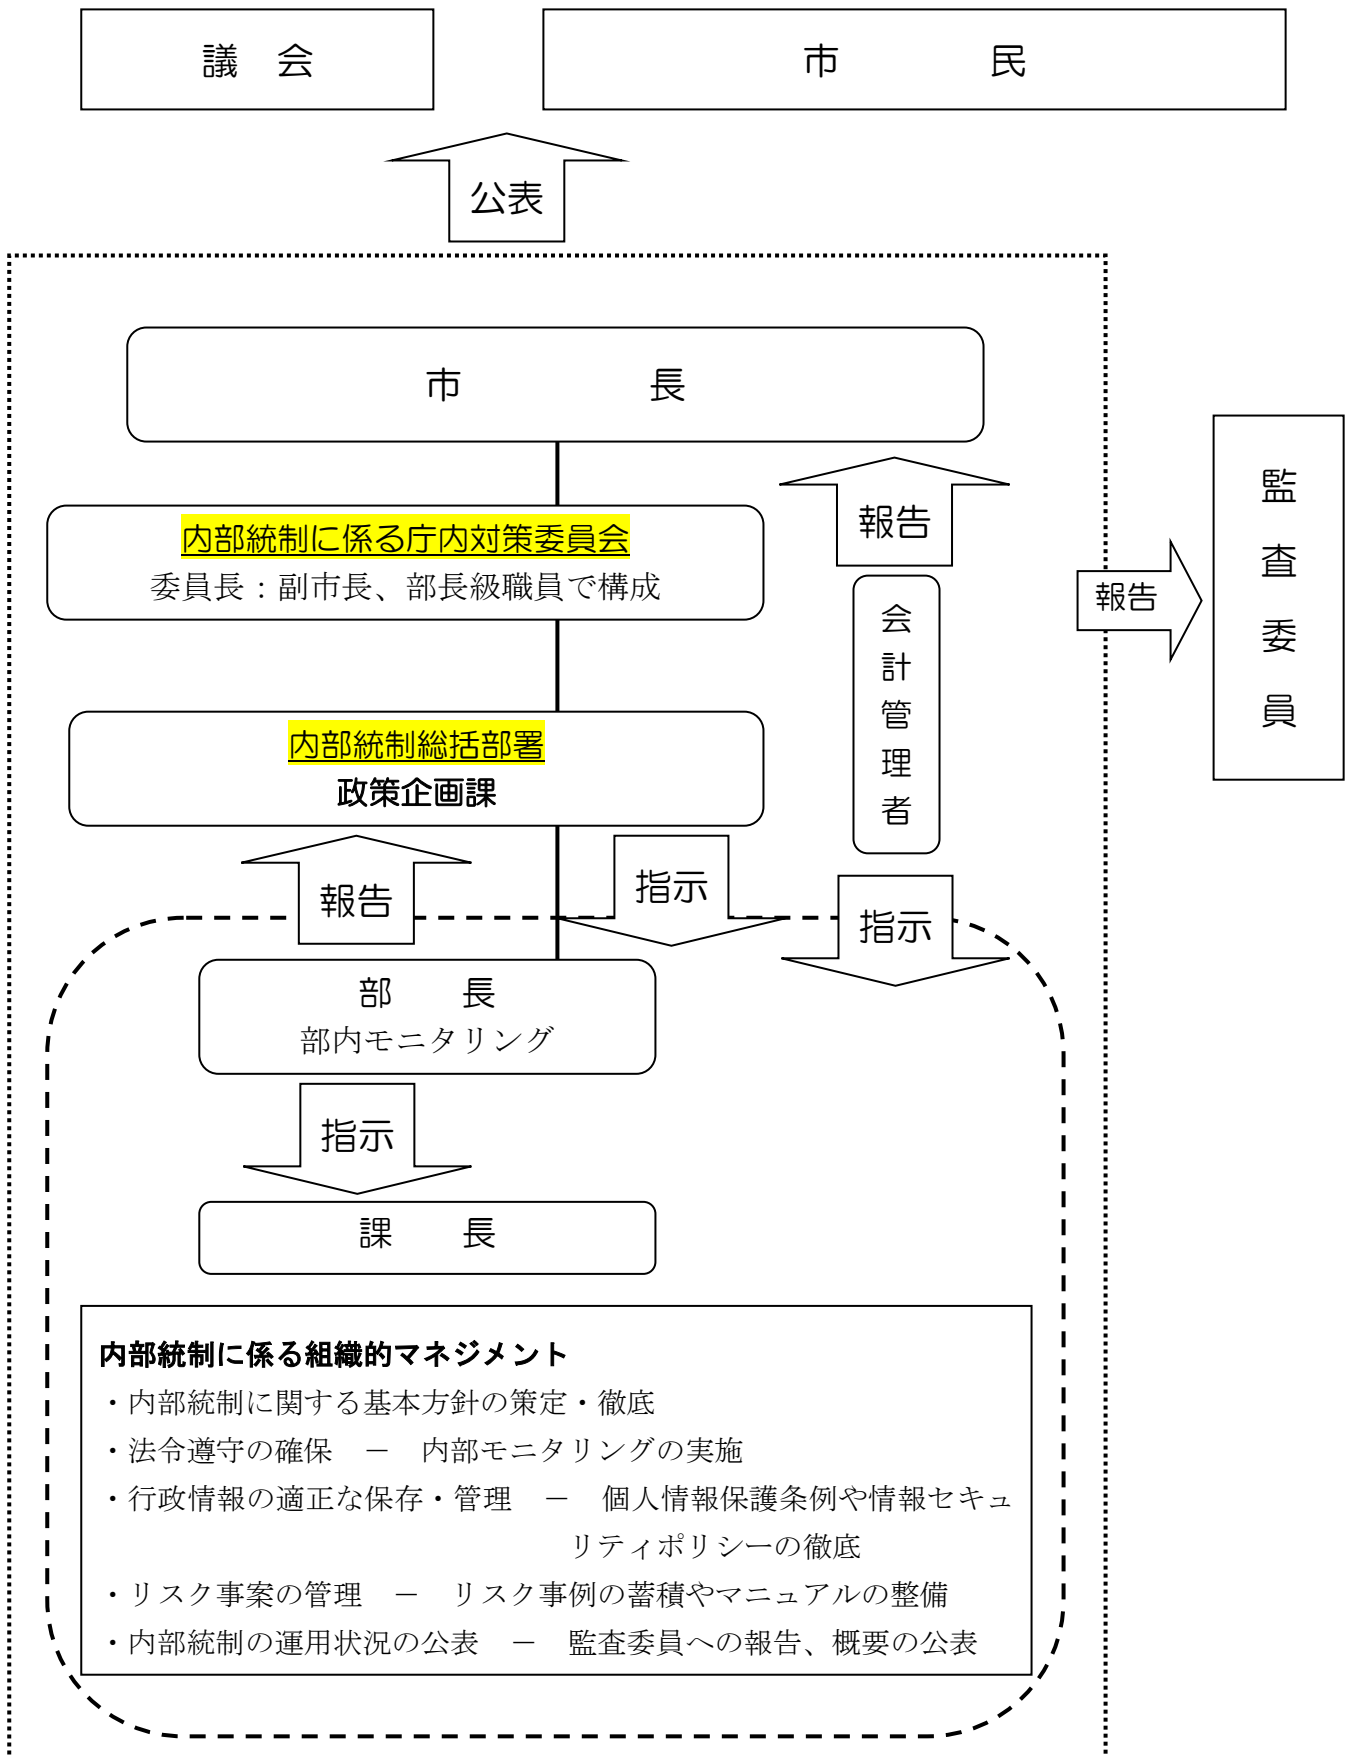 議　会
市　民
公表
市　長
内部統制に係る庁内対策委員会
委員長：副市長、部長級職員で構成
報告
会計管理者
報告
監査委員
内部統制総括部署
政策企画課
報告
指示
指示
部　長
部内モニタリング
指示
課　長
内部統制に係る組織的マネジメント
・内部統制に関する基本方針の策定・徹底
・法令遵守の確保　－　内部モニタリングの実施
・行政情報の適正な保存・管理　－　個人情報保護条例や情報セキュ
リティポリシーの徹底
・リスク事案の管理　－　リスク事例の蓄積やマニュアルの整備
・内部統制の運用状況の公表　－　監査委員への報告、概要の公表